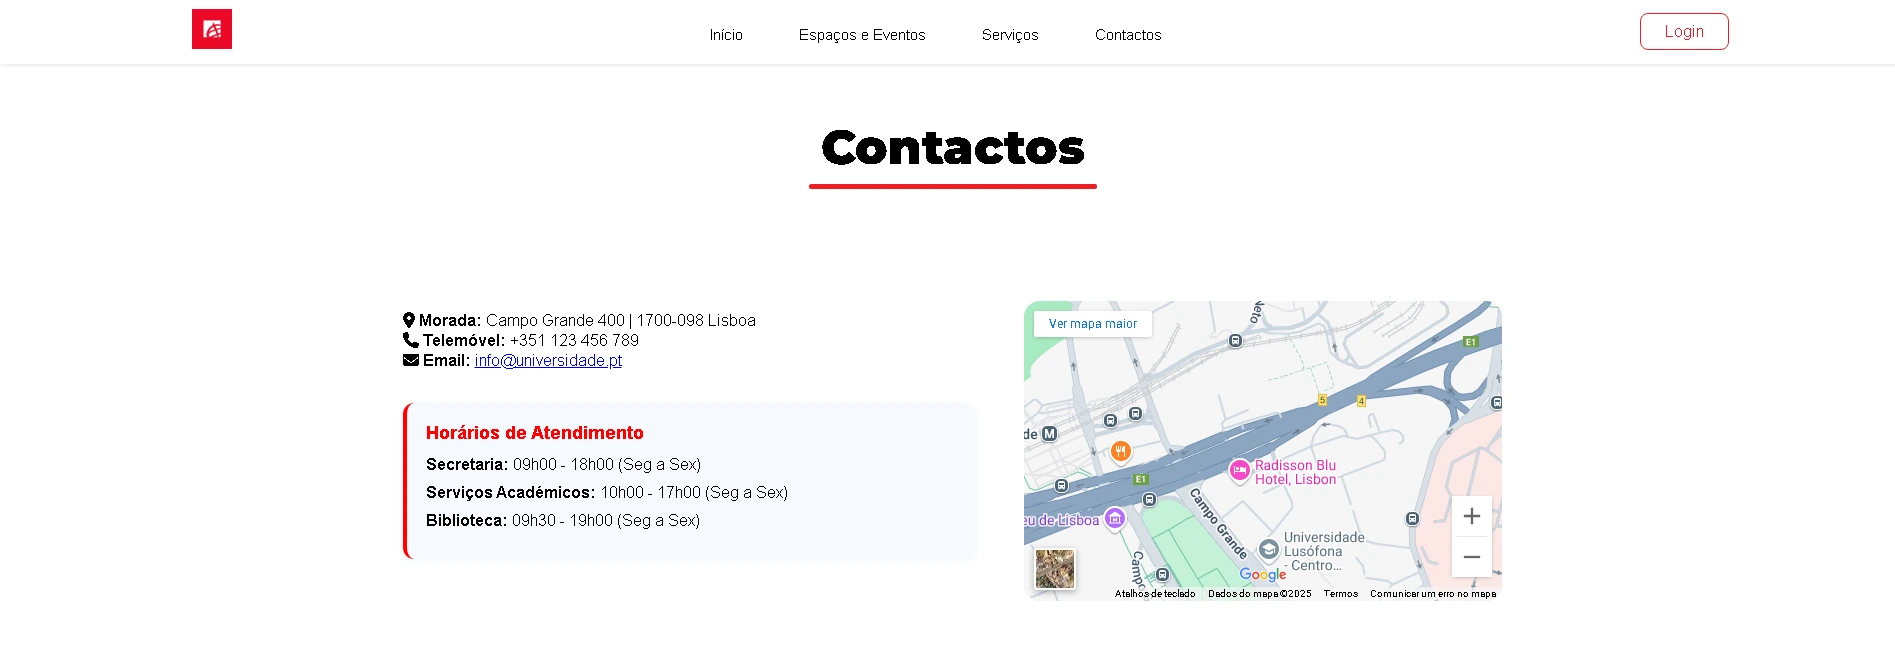 Início
Espaços e Eventos
Serviços
Contactos
Login
Contactos
Morada: Campo Grande 400 | 1700-098 Lisboa
Telemóvel: +351 123 456 789
Email: info@universidade.pt
Horários de Atendimento
Secretaria: 09h00 - 18h00 (Seg a Sex)
Serviços Académicos: 10h00 - 17h00 (Seg a Sex)
Biblioteca: 09h30 - 19h00 (Seg a Sex)
Ver mapa maior
Neto
E1
5
4
de M
E1
Radisson Blu
Hotel, Lisbon
eu de Lisboa
Campo Grande
Campo
Universidade
Lusófona
- Centro...
Google
Atalhos de teclado
Dados do mapa ©2025
Termos
Comunicar um erro no mapa